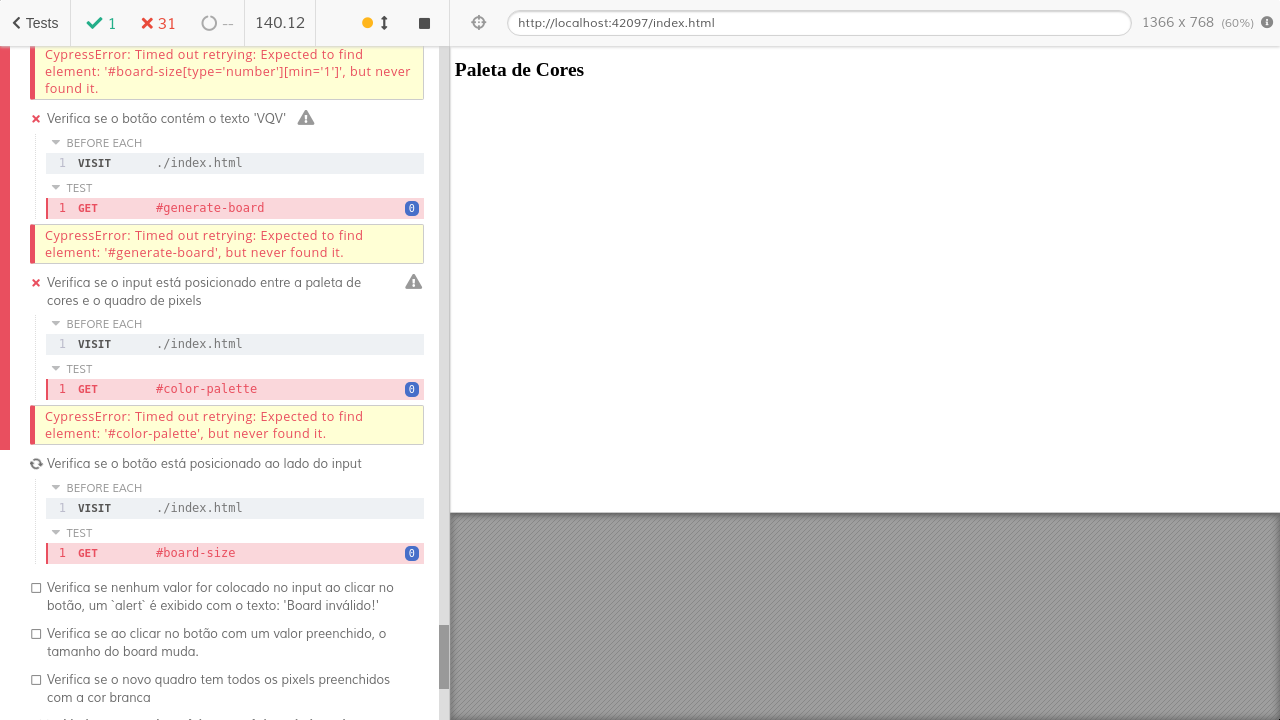 Tests
1
31
--
140.12
http://localhost:42097/index.html
1366 x 768 (60%)
CypressError: Timed out retrying: Expected to find
element: '#board-size[type='number'][min='1']', but never
found it.
Verifica se o botão contém o texto 'VQV'
BEFORE EACH
1 VISIT ./index.html
TEST
1 GET #generate-board 0
CypressError: Timed out retrying: Expected to find
element: '#generate-board', but never found it.
Verifica se o input está posicionado entre a paleta de
cores e o quadro de pixels
BEFORE EACH
1 VISIT ./index.html
TEST
1 GET #color-palette 0
CypressError: Timed out retrying: Expected to find
element: '#color-palette', but never found it.
Verifica se o botão está posicionado ao lado do input
BEFORE EACH
1 VISIT ./index.html
TEST
1 GET #board-size 0
Verifica se nenhum valor for colocado no input ao clicar no
botão, um `alert` é exibido com o texto: 'Board inválido!'
Verifica se ao clicar no botão com um valor preenchido, o
tamanho do board muda.
Verifica se o novo quadro tem todos os pixels preenchidos
com a cor branca
Paleta de Cores